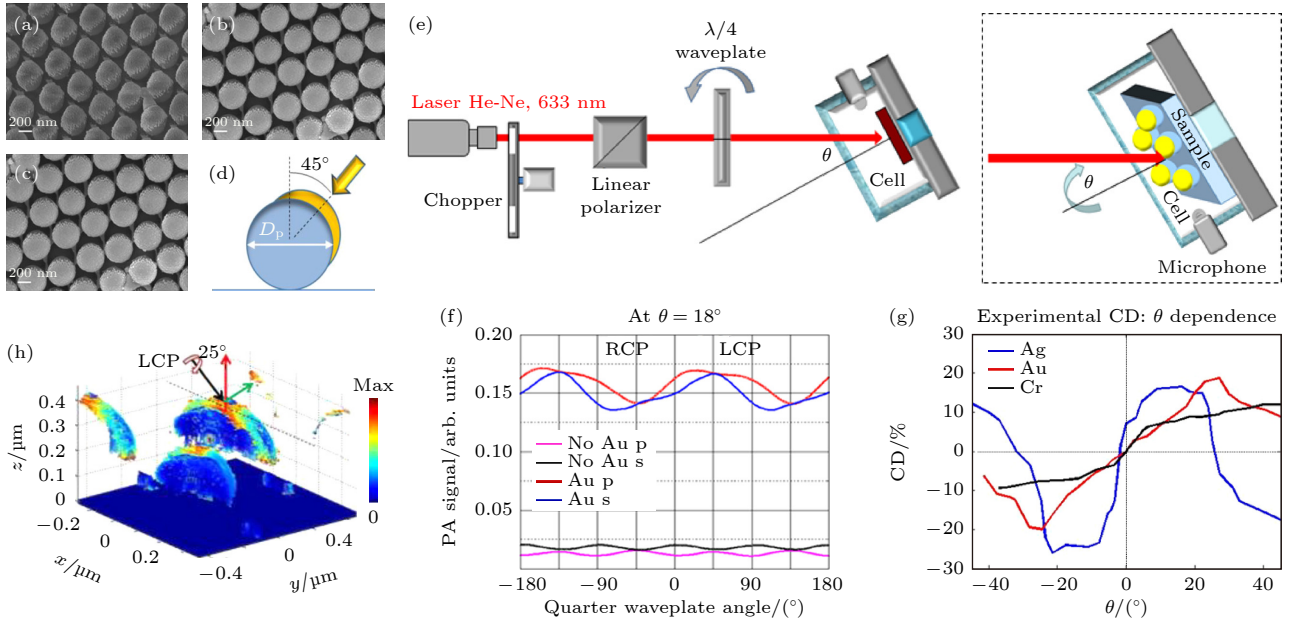 (a)
200 nm
(b)
200 nm
(c)
200 nm
(d)
45°
Dp
(e)
λ/4
waveplate
Laser He-Ne, 633 nm
Chopper
Linear
polarizer
θ
Cell
Sample
θ
Cell
Microphone
(h)
LCP
25°
Max
0
z/μm
0.4
0.3
0.2
0.1
0
−0.2
0
0.2
x/μm
−0.4
0
0.4
y/μm
(f)
At θ = 18°
RCP
LCP
PA signal/arb. units
0.20
0.15
0.10
0.05
No Au p
No Au s
Au p
Au s
−180
−90
0
90
180
Quarter waveplate angle/(°)
(g)
Experimental CD: θ dependence
Ag
Au
Cr
CD/%
30
20
10
0
−10
−20
−30
−40
−20
0
20
40
θ/(°)